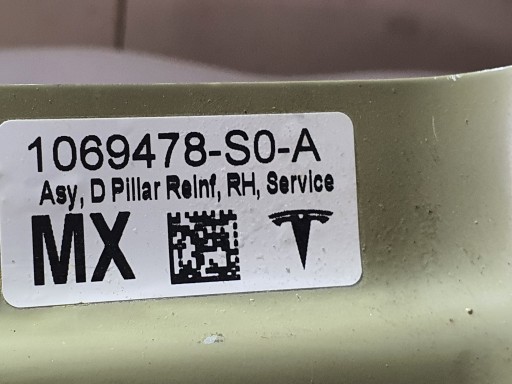 1069478-S0-A
Asy, D Pillar Reinf, RH, Service
MX